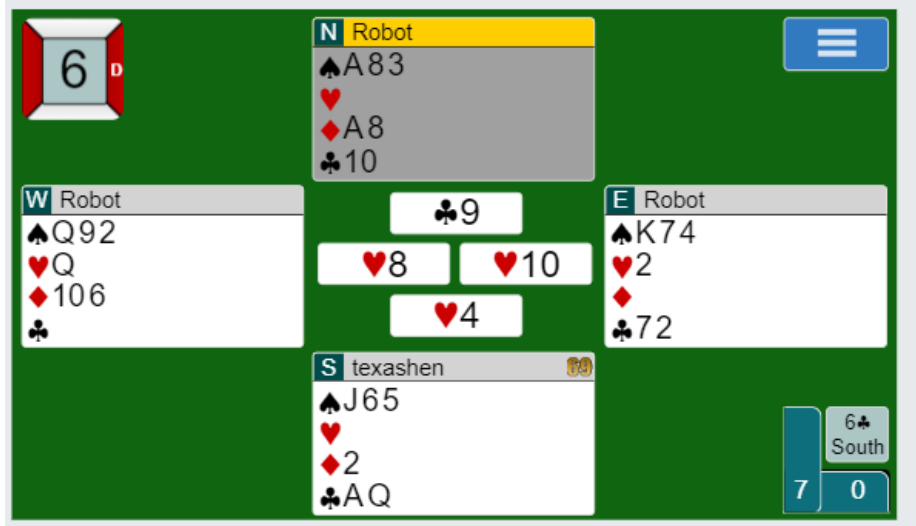 6 D
N Robot
♠A83
♥
♦A8
♣10
W Robot
♠Q92
♥Q
♦106
♣
♣9
♥8 ♥10
♥4
E Robot
♠K74
♥2
♦
♣72
S texashen 69
♠J65
♥
♦2
♣AQ
6♣
South
7 0